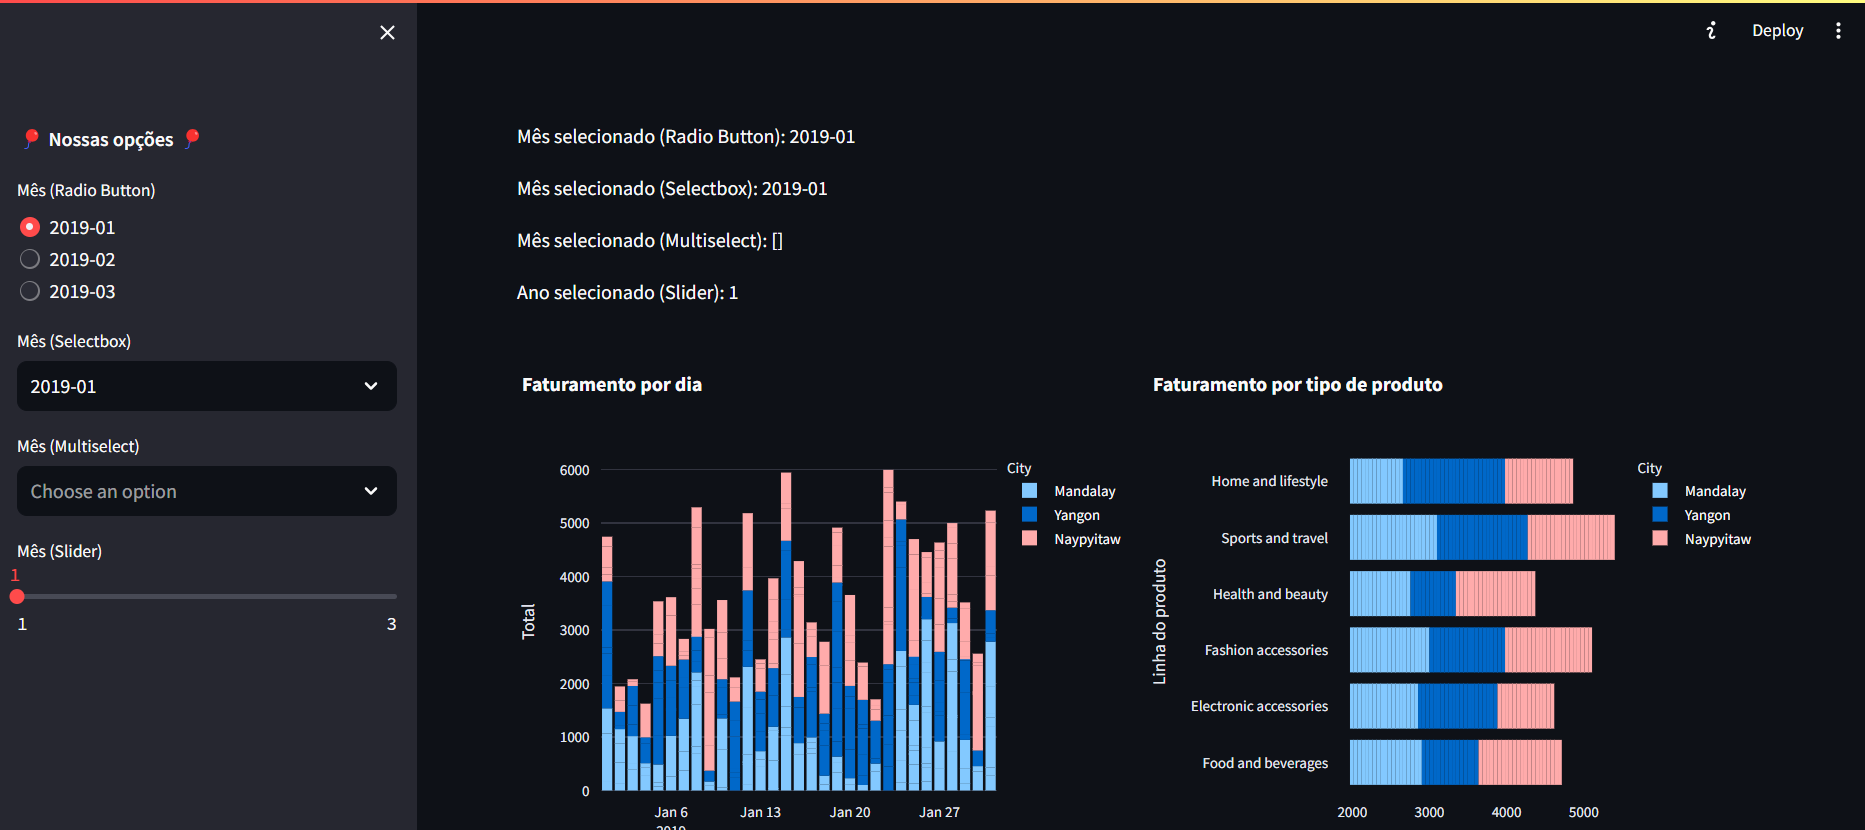 Deploy
Nossas opções
Mês (Radio Button)
2019-01
2019-02
2019-03
Mês (Selectbox)
2019-01
Mês (Multiselect)
Choose an option
Mês (Slider)
1
1 3
Mês selecionado (Radio Button): 2019-01
Mês selecionado (Selectbox): 2019-01
Mês selecionado (Multiselect): []
Ano selecionado (Slider): 1
Faturamento por dia
6000
5000
4000
3000
2000
1000
0
Total
Jan 6 Jan 13 Jan 20 Jan 27
2019
City
Mandalay
Yangon
Naypyitaw
Faturamento por tipo de produto
Linha do produto
Home and lifestyle
Sports and travel
Health and beauty
Fashion accessories
Electronic accessories
Food and beverages
2000 3000 4000 5000
City
Mandalay
Yangon
Naypyitaw